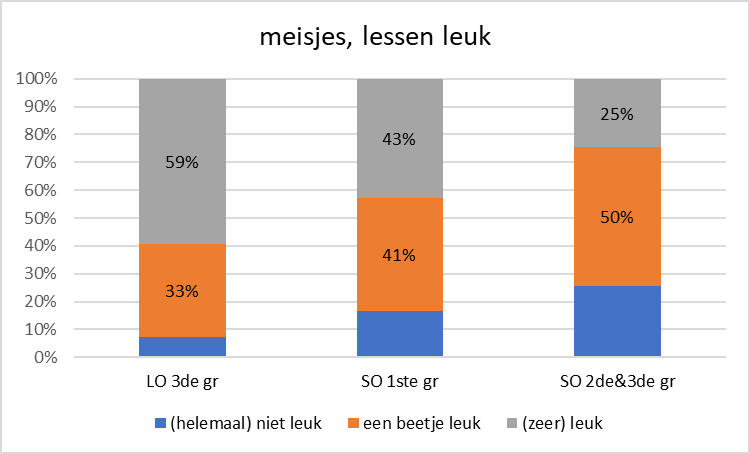 meisjes, lessen leuk
100%
90%
80%
70%
60%
50%
40%
30%
20%
10%
0%
59%
33%
43%
41%
25%
50%
LO 3de gr
SO 1ste gr
SO 2de&3de gr
(helemaal) niet leuk
een beetje leuk
(zeer) leuk